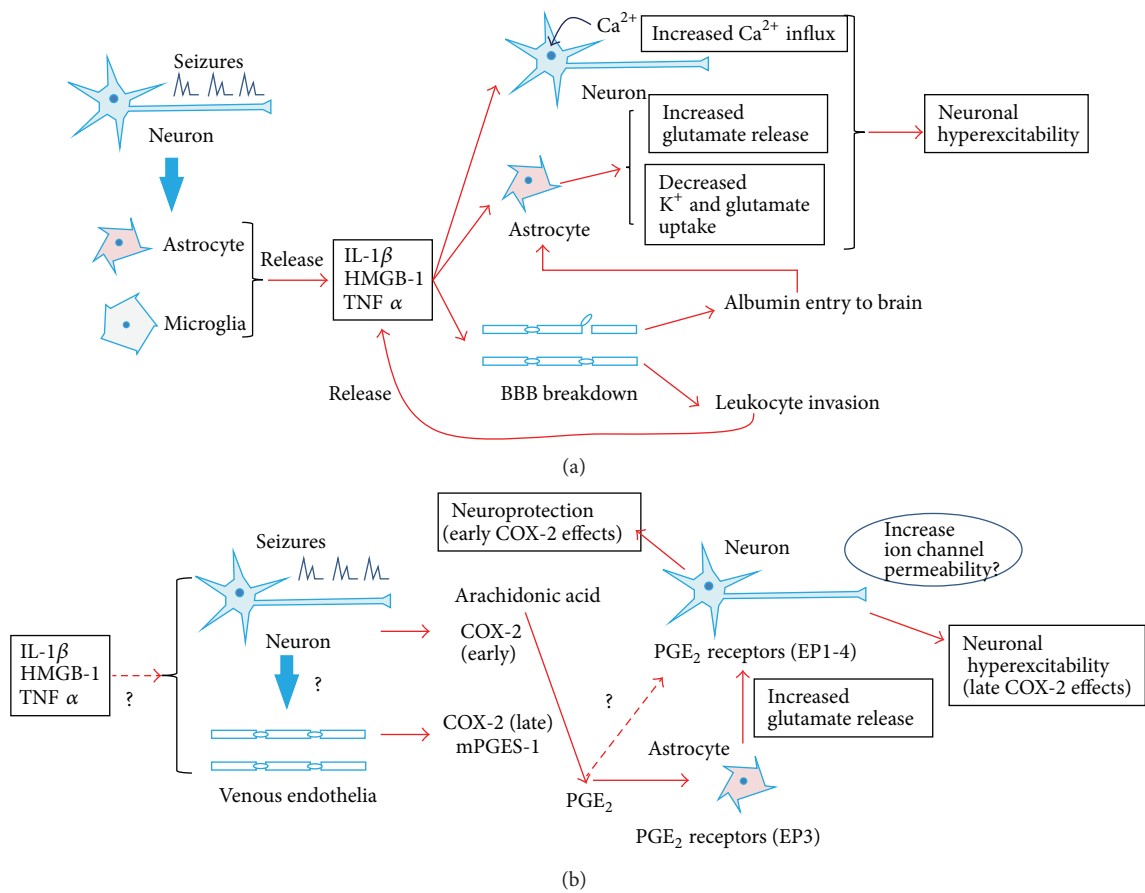 Seizures
Neuron
Astrocyte
Microglia
Release
IL-1β
HMGB-1
TNF α
Ca²⁺
Increased Ca²⁺ influx
Neuron
Increased
glutamate release
Decreased
K⁺ and glutamate
uptake
Astrocyte
Neuronal
hyperexcitability
Albumin entry to brain
BBB breakdown
Leukocyte invasion
Release
(a)
IL-1β
HMGB-1
TNF α
?
Seizures
Neuron
?
Venous endothelia
Neuroprotection
(early COX-2 effects)
Arachidonic acid
COX-2
(early)
COX-2 (late)
mPGES-1
PGE₂
?
Neuron
Increase
ion channel
permeability?
PGE₂ receptors (EP1-4)
Neuronal
hyperexcitability
(late COX-2 effects)
Increased
glutamate release
Astrocyte
PGE₂ receptors (EP3)
(b)